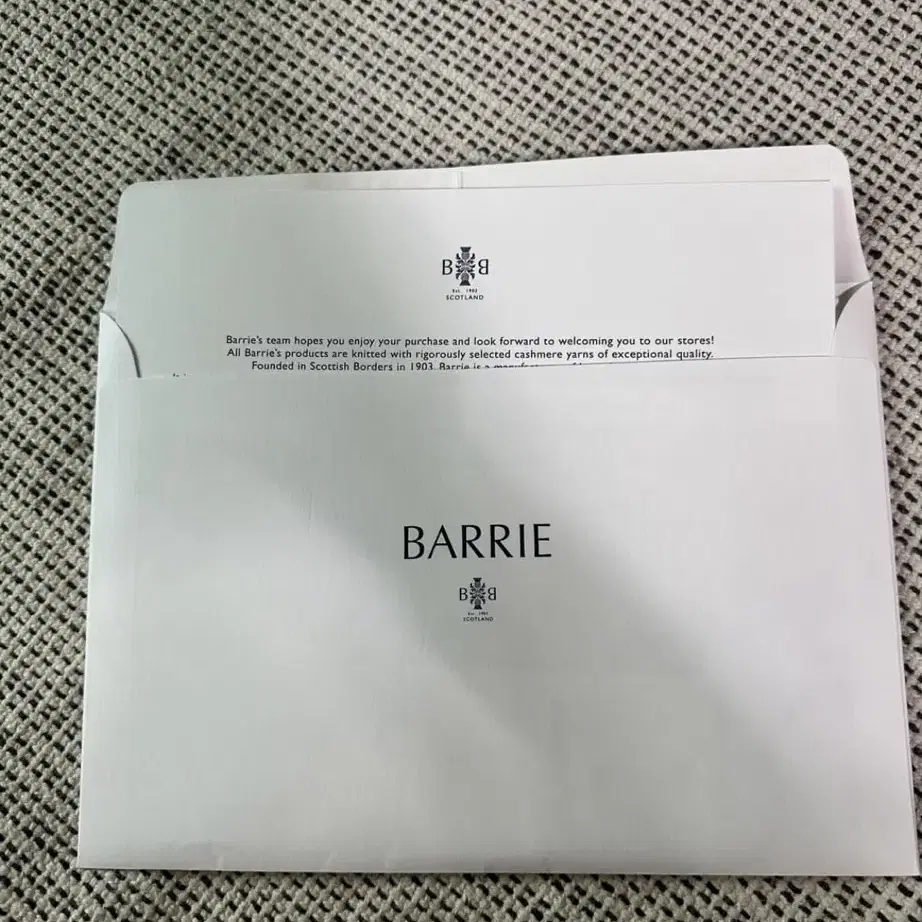 B B
Est. 1903
SCOTLAND
Barrie's team hopes you enjoy your purchase and look forward to welcoming you to our stores!
All Barrie's products are knitted with rigorously selected cashmere yarns of exceptional quality.
Founded in Scottish Borders in 1903, Barrie is a
BARRIE
B B
Est. 1903
SCOTLAND